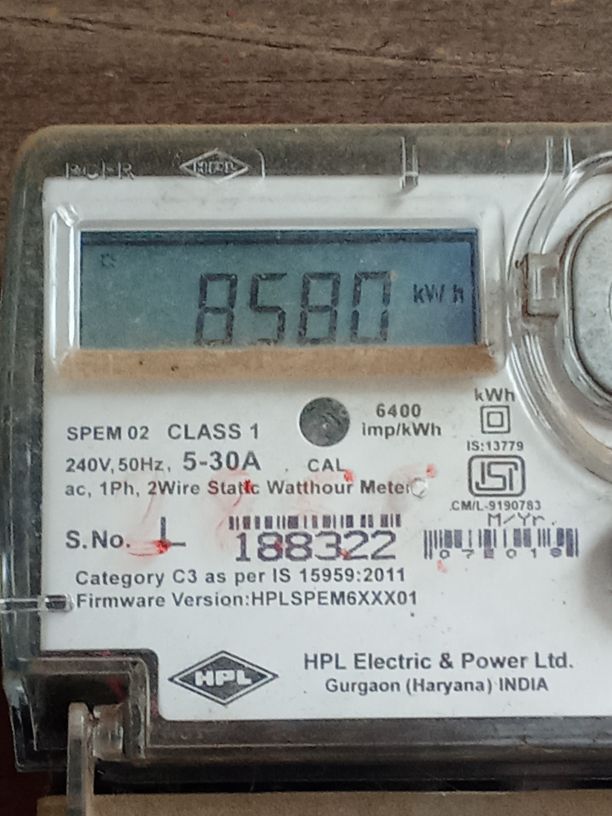 HPL
8580 kWh
6400
imp/kWh
kWh
SPEM 02 CLASS 1
IS:13779
240V, 50Hz, 5-30A CAL
ISI
ac, 1Ph, 2Wire Static Watthour Meter
CM/L-9190783
M/Yr.
S.No. L 188322
Category C3 as per IS 15959:2011
Firmware Version:HPLSPEM6XXX01
HPL
HPL Electric & Power Ltd.
Gurgaon (Haryana) INDIA